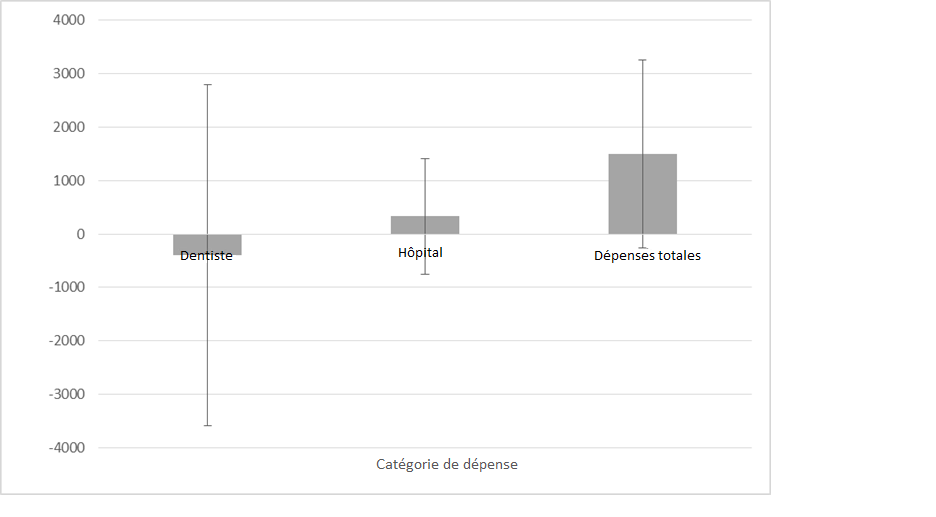 4000
3000
2000
1000
0
-1000
-2000
-3000
-4000
Dentiste
Hôpital
Dépenses totales
Catégorie de dépense